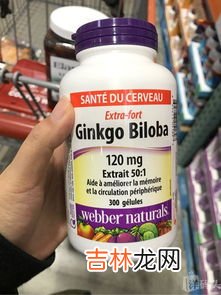 SANTÉ DU CERVEAU
Extra-fort
Ginkgo Biloba
120 mg
Extrait 50:1
Aide à améliorer la mémoire
et la circulation périphérique
300 gélules
webber naturals
吉林龙网